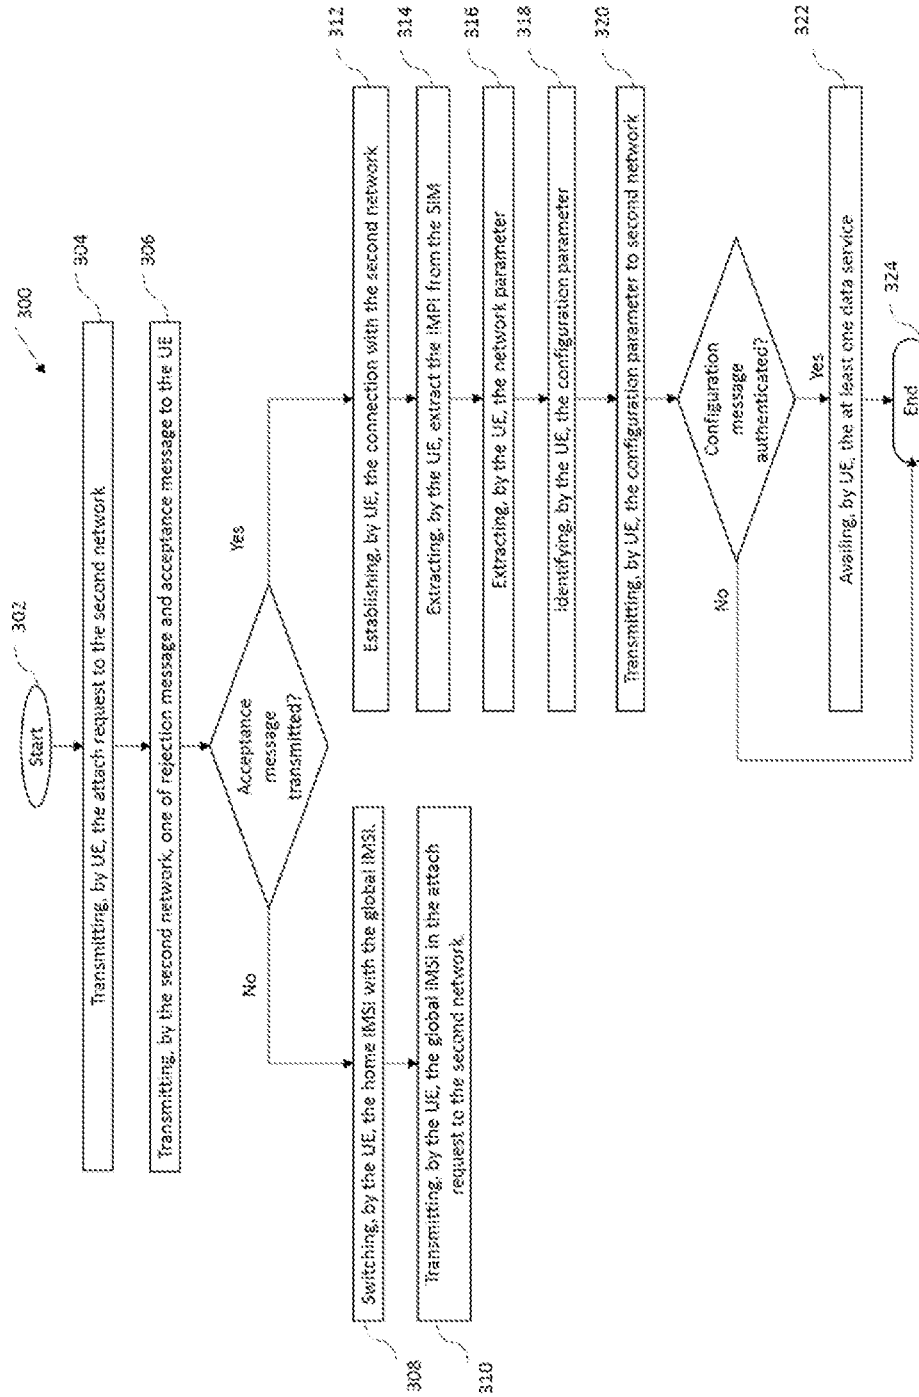 300
302
Start
304
Transmitting, by UE, the attach request to the second network
306
Transmitting, by the second network, one of rejection message and acceptance message to the UE
Acceptance
message
transmitted?
No
Yes
308
Switching, by the UE, the home IMSI with the global IMSI.
310
Transmitting, by the UE, the global IMSI in the attach
request to the second network.
312
Establishing, by UE, the connection with the second network
314
Extracting, by the UE, extract the IMPI from the SIM
316
Extracting, by the UE, the network parameter
318
Identifying, by the UE, the configuration parameter
320
Transmitting, by UE, the configuration parameter to second network
Configuration
message
authenticated?
No
Yes
322
Availing, by UE, the at least one data service
324
End